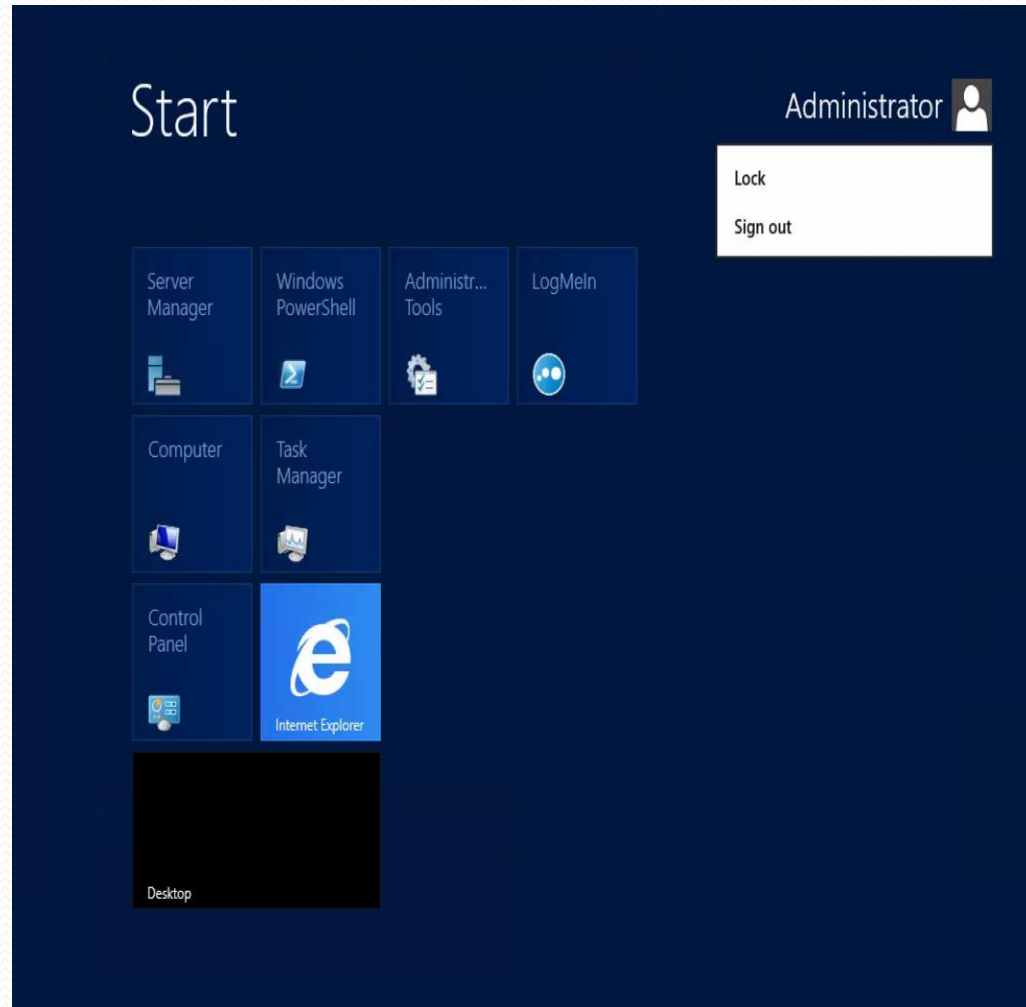 Start
Administrator
Lock
Sign out
Server
Manager
Windows
PowerShell
Administr...
Tools
LogMeIn
Computer
Task
Manager
Control
Panel
Internet Explorer
Desktop